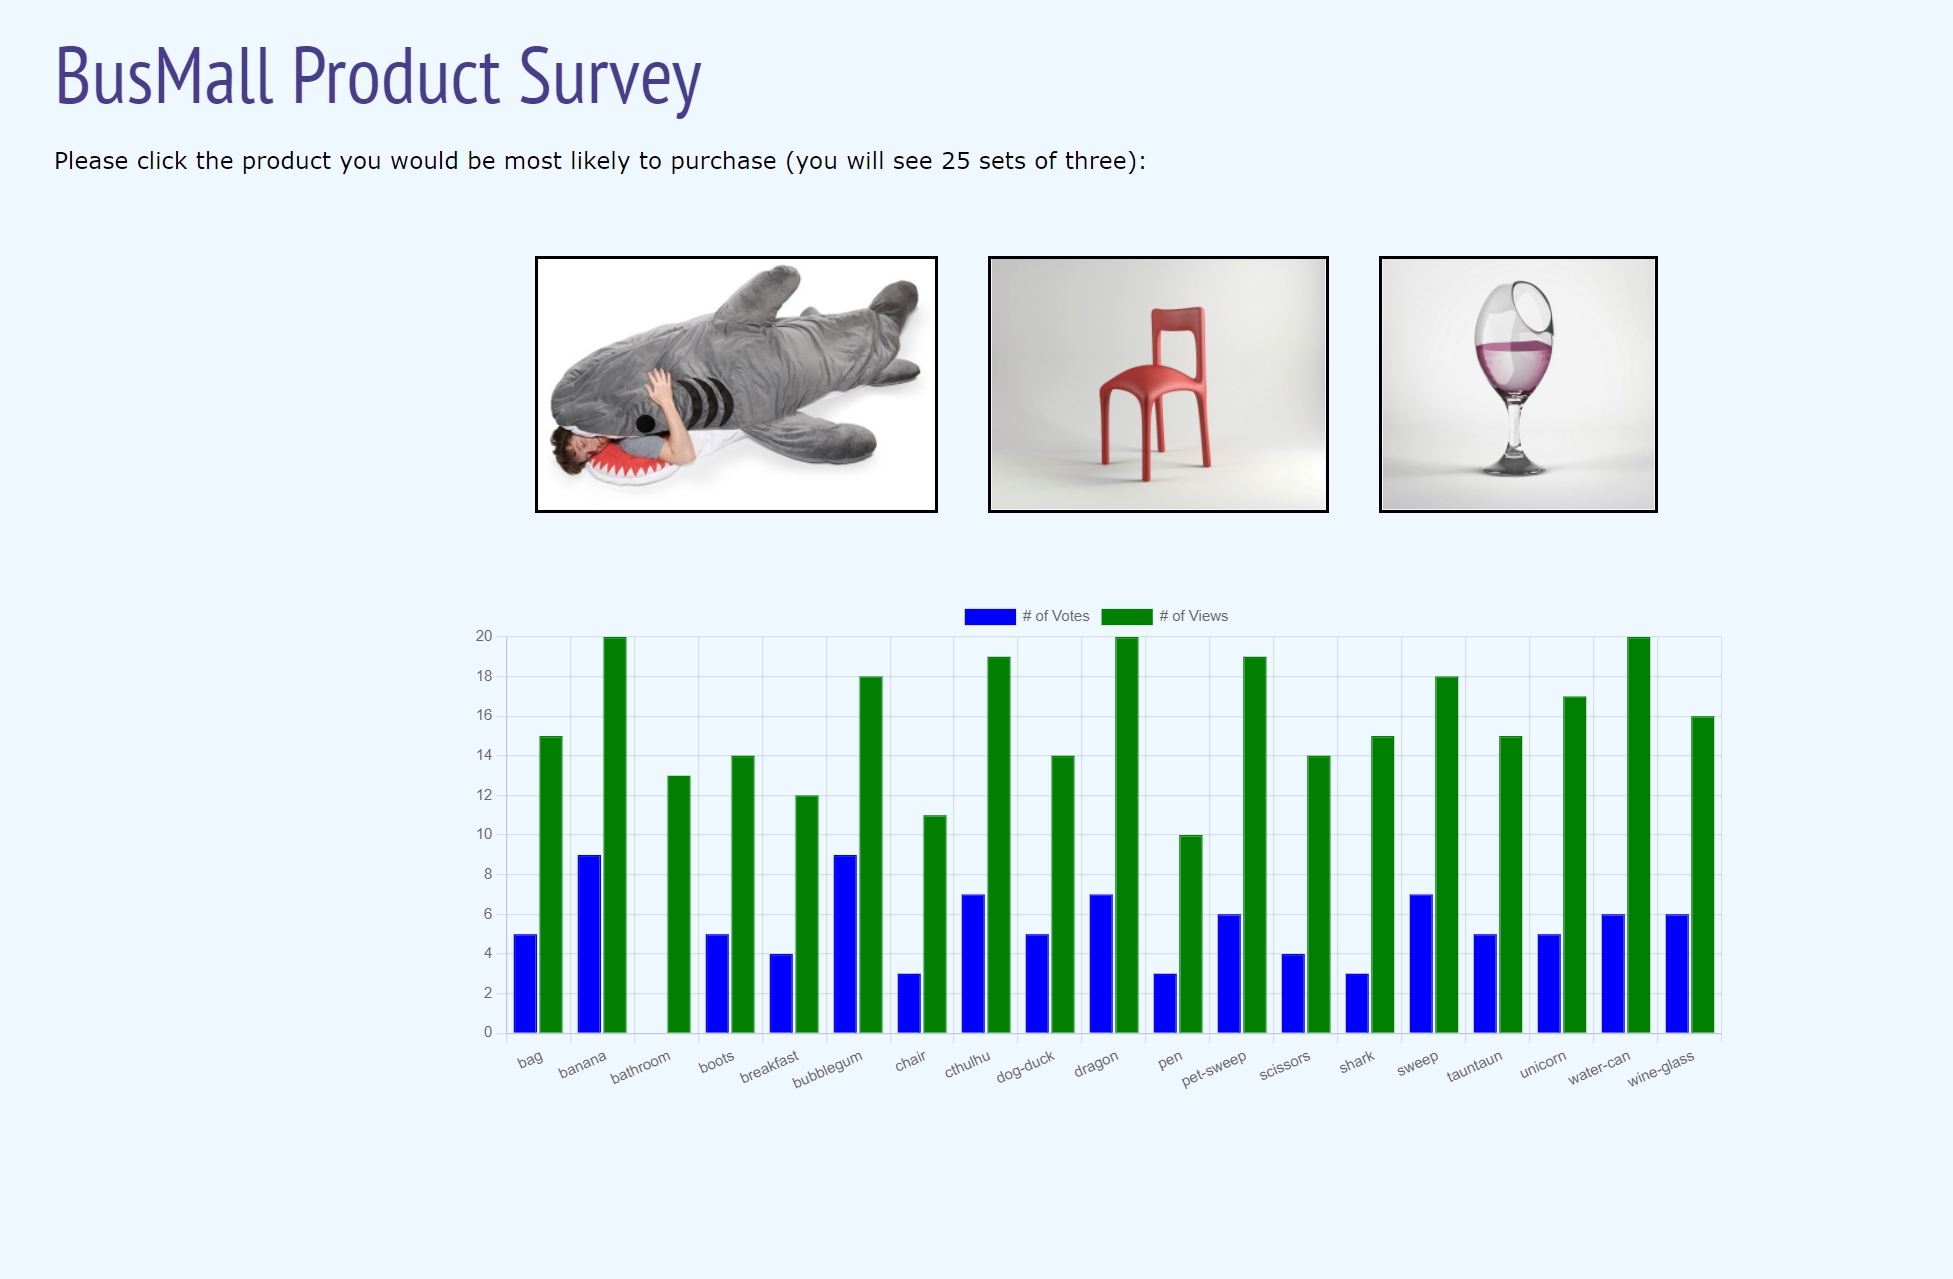 BusMall Product Survey
Please click the product you would be most likely to purchase (you will see 25 sets of three):
# of Votes # of Views
20
18
16
14
12
10
8
6
4
2
0
bag banana bathroom boots breakfast bubblegum chair cthulhu dog-duck dragon pen pet-sweep scissors shark sweep tauntaun unicorn water-can wine-glass